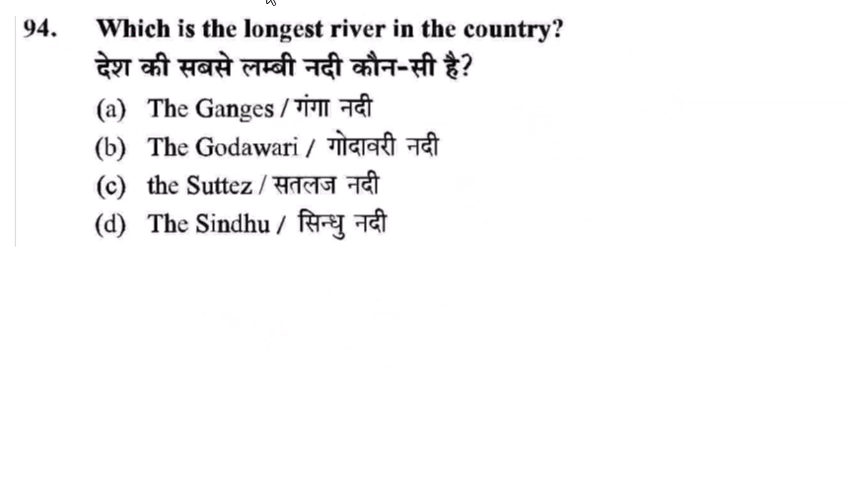 94. Which is the longest river in the country?
देश की सबसे लम्बी नदी कौन-सी है?
(a) The Ganges / गंगा नदी
(b) The Godawari / गोदावरी नदी
(c) the Suttez / सतलज नदी
(d) The Sindhu / सिन्धु नदी